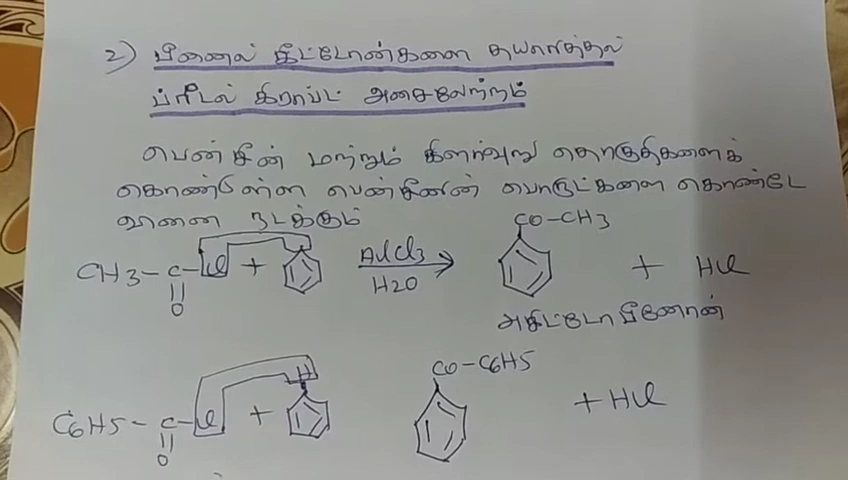 2) பீனைல் கீட்டோன்களை தயாரித்தல்
ப்ரீடல் கிராப்ட் அசைலேற்றம்
பென்சீன் மற்றும் கிளர்வுறு தொகுதிகளைக்
கொண்டுள்ள பென்சீனின் பொருட்களை கொண்டே
வினை நடக்கும்
CH3-C-Cl + AlCl3 CO-CH3 + HCl
O H2O
அசிட்டோ பீனோன்
C6H5-C-Cl + H CO-C6H5 + HCl
O